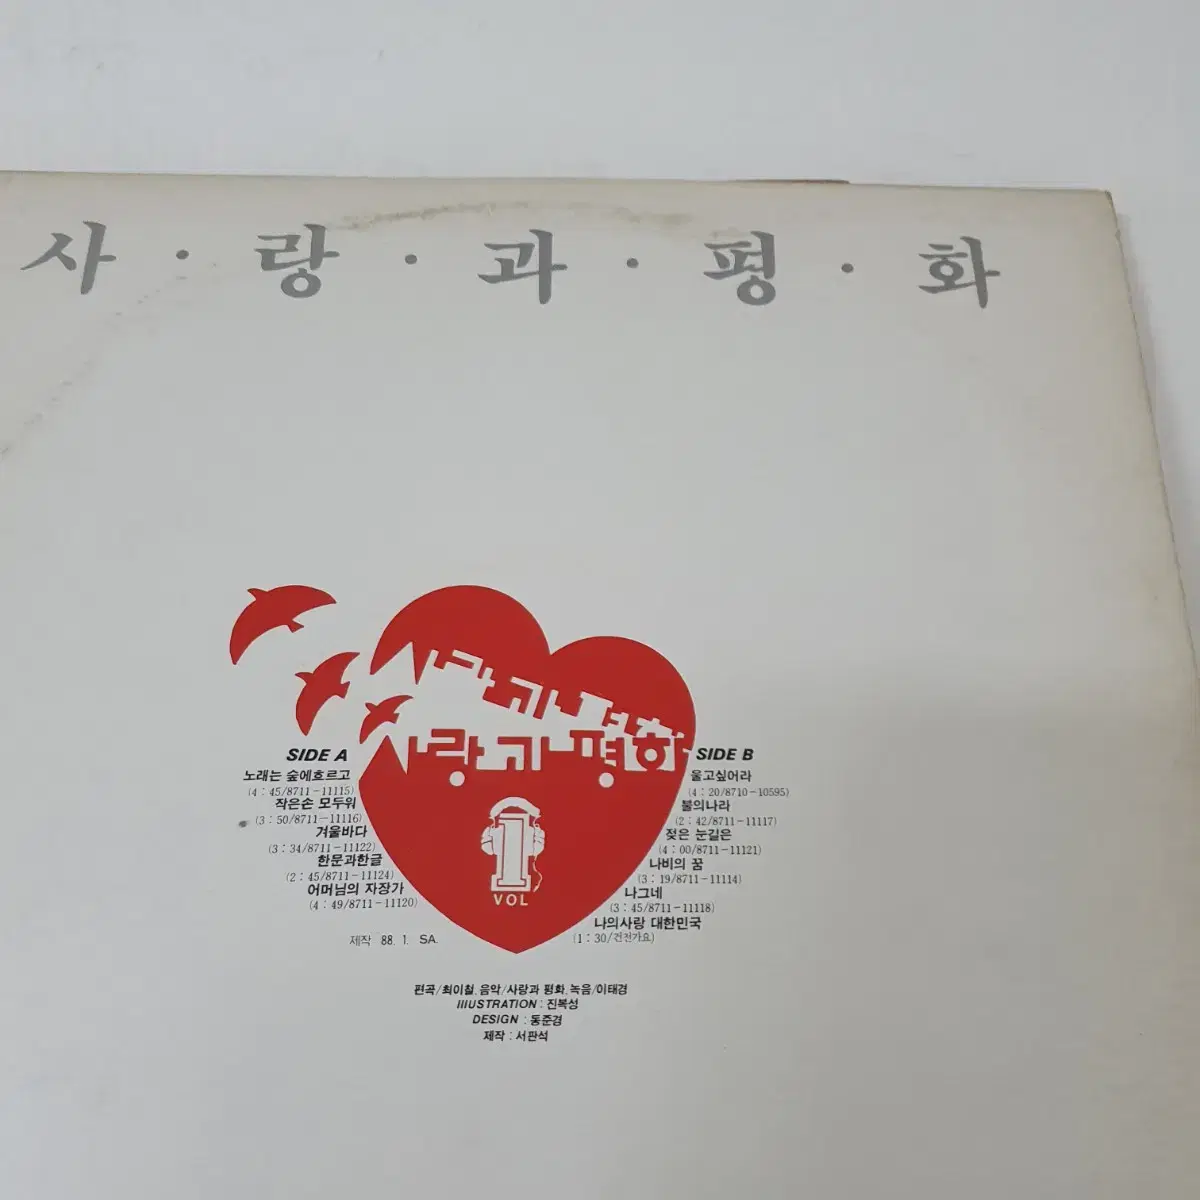 사·랑·과·평·화
사랑과평화
사랑과평화
1
VOL
SIDE A
노래는 숲에흐르고
(4:45/8711-11115)
작은손 모두위
(3:50/8711-11116)
겨울바다
(3:34/8711-11122)
한문과한글
(2:45/8711-11124)
어머님의 자장가
(4:49/8711-11120)
제작 88. 1. SA.
SIDE B
울고싶어라
(4:20/8710-10595)
불의나라
(2:42/8711-11117)
젖은 눈길은
(4:00/8711-11121)
나비의 꿈
(3:19/8711-11114)
나그네
(3:45/8711-11118)
나의사랑 대한민국
(1:30/건전가요)
편곡/최이철, 음악/사랑과 평화, 녹음/이태경
IIIUSTRATION : 진복성
DESIGN : 동준경
제작 : 서판석